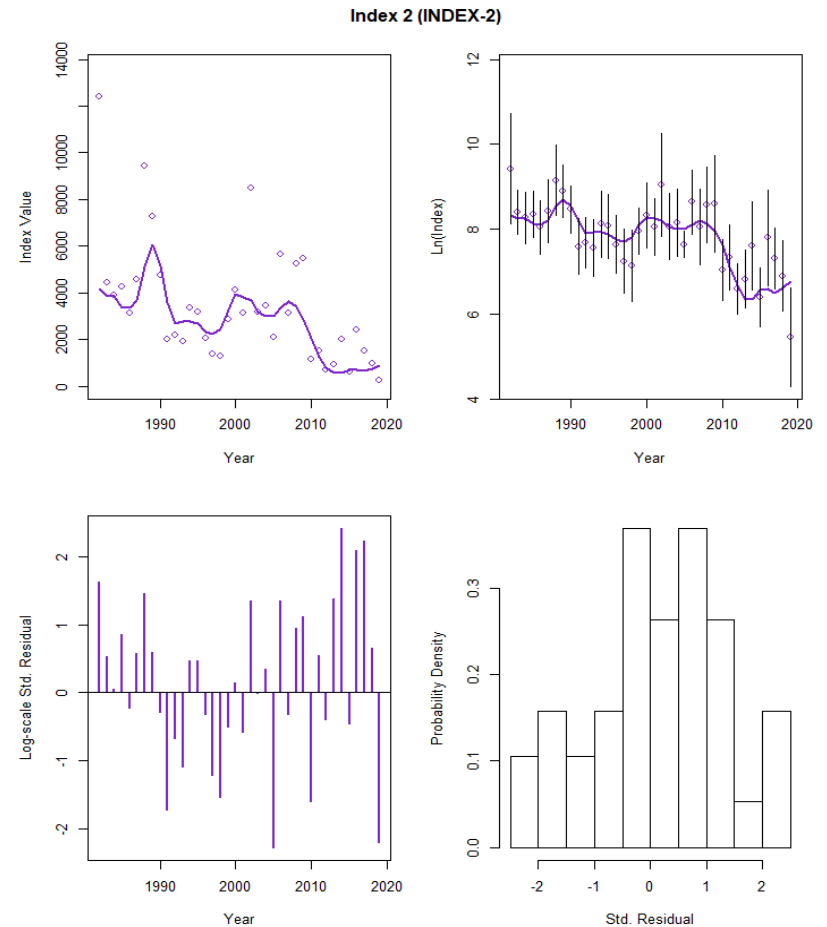 Index 2 (INDEX-2)
Index Value
0 2000 4000 6000 8000 10000 14000
1990 2000 2010 2020
Year
Ln(Index)
4 6 8 10 12
1990 2000 2010 2020
Year
Log-scale Std. Residual
-2 -1 0 1 2
1990 2000 2010 2020
Year
Probability Density
0.0 0.1 0.2 0.3
-2 -1 0 1 2
Std. Residual